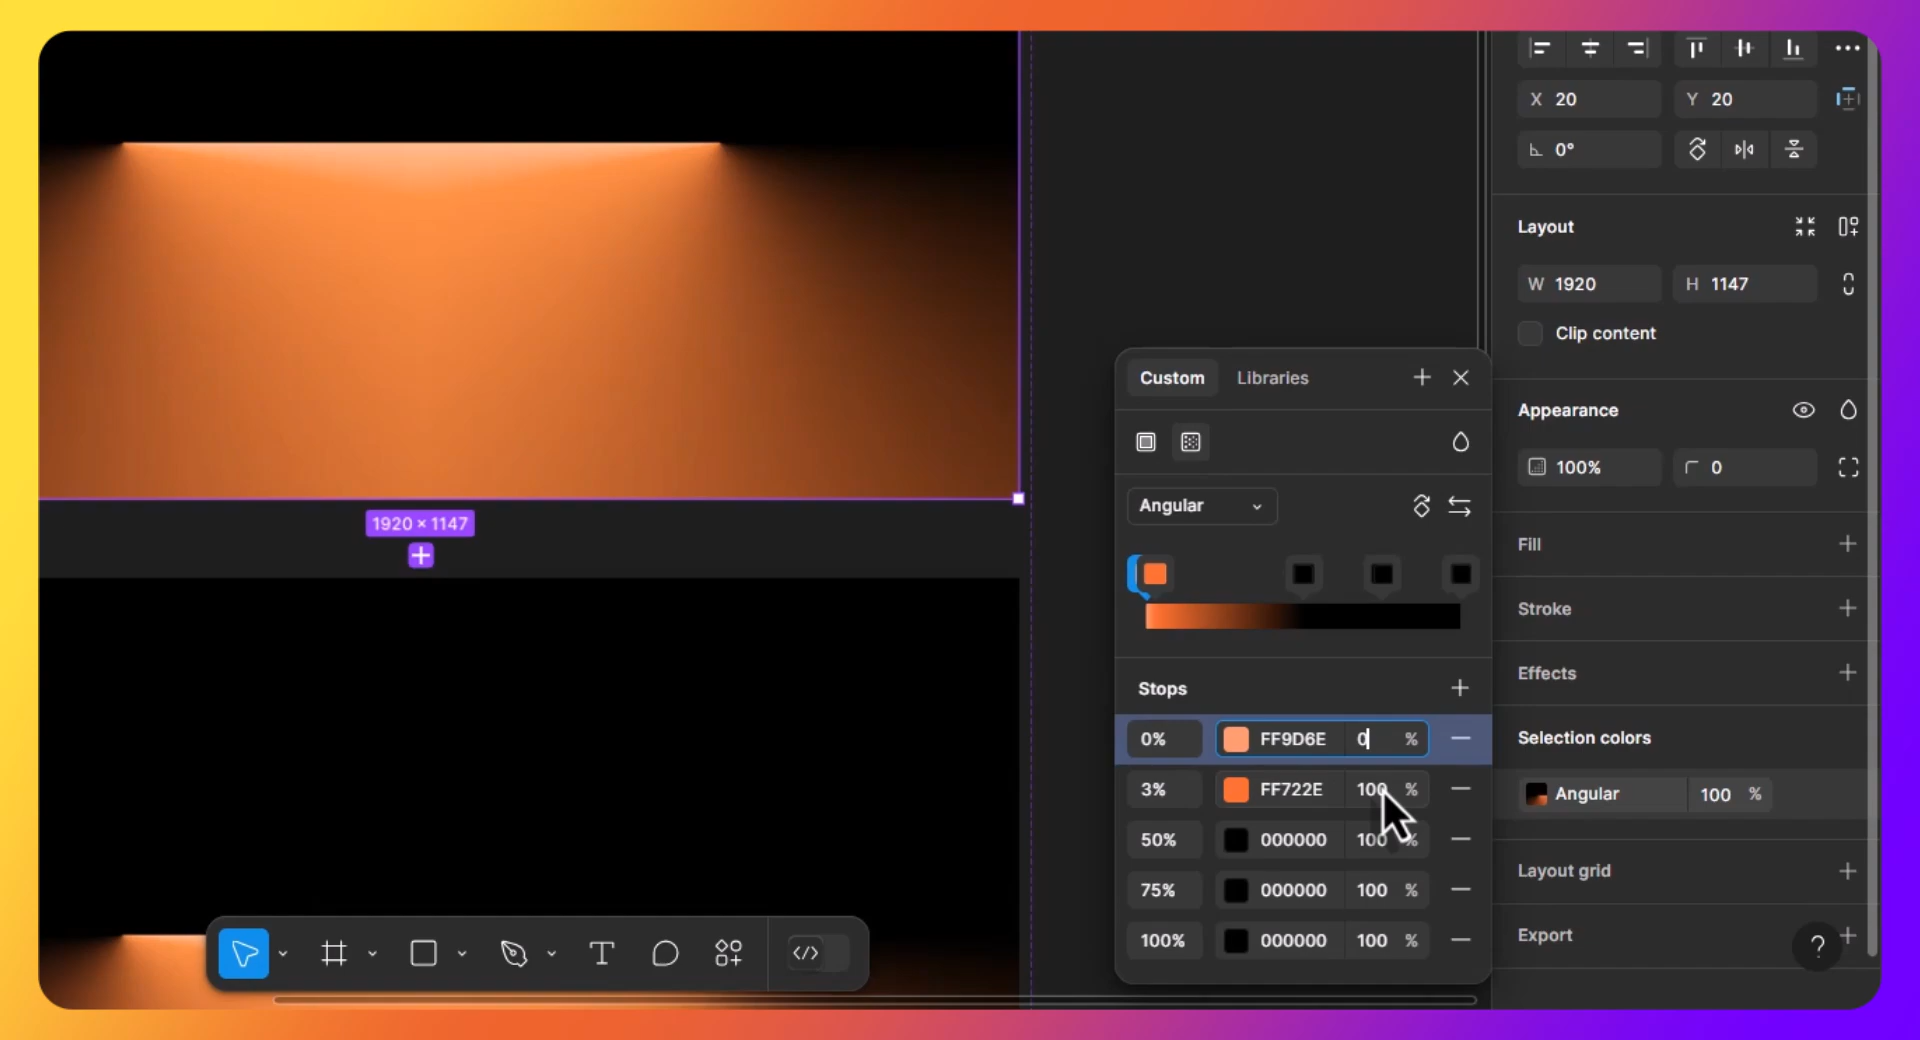 X 20
Y 20
0°
Layout
W 1920
H 1147
Clip content
Custom
Libraries
Appearance
100%
0
Angular
Fill
1920 × 1147
Stroke
Effects
Stops
0%
FF9D6E
0
%
Selection colors
3%
FF722E
100
%
Angular
100
%
50%
000000
100
%
Layout grid
75%
000000
100
%
100%
000000
100
%
Export
?